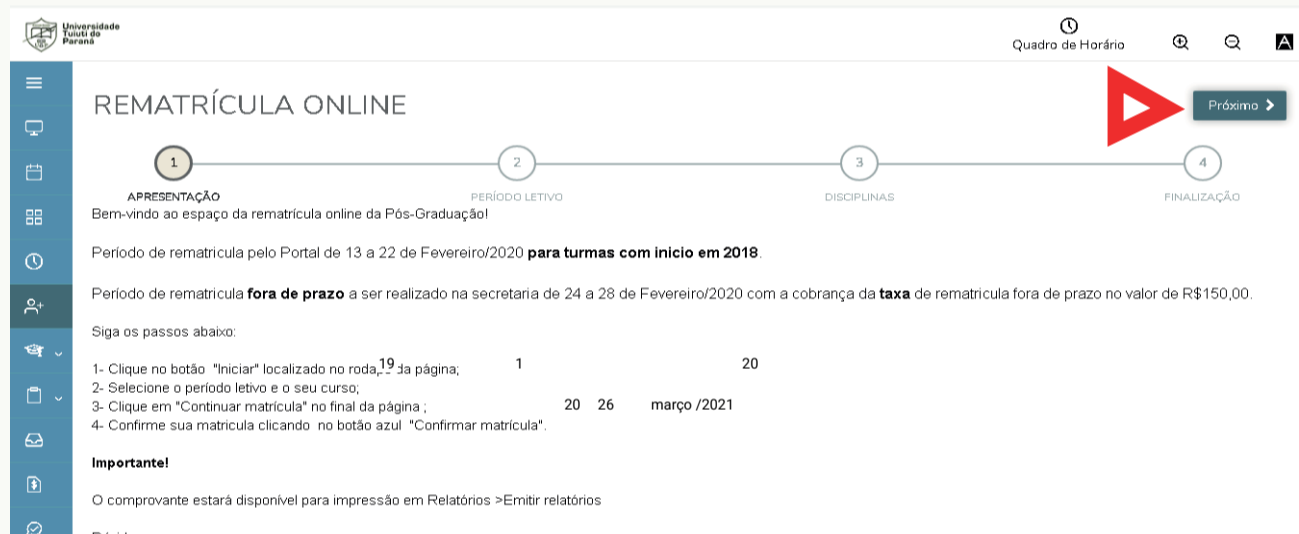 Universidade
Tuiuti do
Paraná
Quadro de Horário
A
REMATRÍCULA ONLINE
Próximo
1
2
3
4
APRESENTAÇÃO
PERÍODO LETIVO
DISCIPLINAS
FINALIZAÇÃO
Bem-vindo ao espaço da rematrícula online da Pós-Graduação!
Período de rematricula pelo Portal de 13 a 22 de Fevereiro/2020 para turmas com inicio em 2018.
Período de rematricula fora de prazo a ser realizado na secretaria de 24 a 28 de Fevereiro/2020 com a cobrança da taxa de rematricula fora de prazo no valor de R$150,00.
Siga os passos abaixo:
1- Clique no botão "Iniciar" localizado no roda 19 da página; 1 20
2- Selecione o período letivo e o seu curso;
3- Clique em "Continuar matrícula" no final da página ; 20 26 março /2021
4- Confirme sua matricula clicando no botão azul "Confirmar matrícula".
Importante!
O comprovante estará disponível para impressão em Relatórios >Emitir relatórios